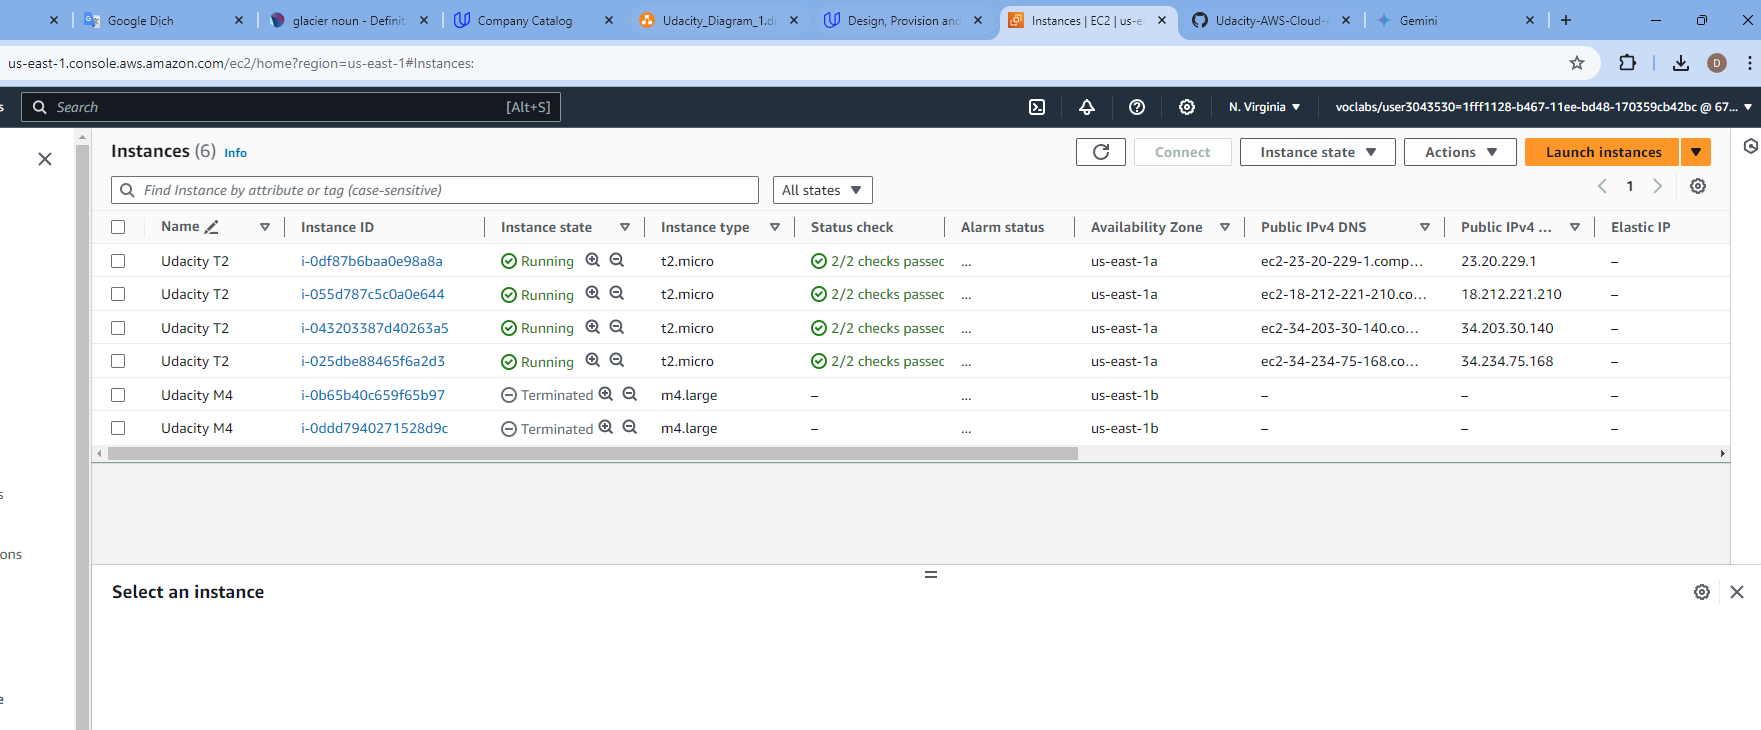 Google Dịch
glacier noun - Definit
Company Catalog
Udacity_Diagram_1.d
Design, Provision and
Instances | EC2 | us-e
Udacity-AWS-Cloud-
Gemini
us-east-1.console.aws.amazon.com/ec2/home?region=us-east-1#Instances:
D
s
Search
[Alt+S]
N. Virginia
voclabs/user3043530=1fff1128-b467-11ee-bd48-170359cb42bc @ 67...
Instances (6) Info
Connect
Instance state
Actions
Launch instances
Find Instance by attribute or tag (case-sensitive)
All states
1
Name Instance ID Instance state Instance type Status check Alarm status Availability Zone Public IPv4 DNS Public IPv4 ... Elastic IP
Udacity T2 i-0df87b6baa0e98a8a Running t2.micro 2/2 checks passed ... us-east-1a ec2-23-20-229-1.comp... 23.20.229.1 –
Udacity T2 i-055d787c5c0a0e644 Running t2.micro 2/2 checks passed ... us-east-1a ec2-18-212-221-210.co... 18.212.221.210 –
Udacity T2 i-043203387d40263a5 Running t2.micro 2/2 checks passed ... us-east-1a ec2-34-203-30-140.co... 34.203.30.140 –
Udacity T2 i-025dbe88465f6a2d3 Running t2.micro 2/2 checks passed ... us-east-1a ec2-34-234-75-168.co... 34.234.75.168 –
Udacity M4 i-0b65b40c659f65b97 Terminated m4.large – ... us-east-1b – – –
Udacity M4 i-0ddd7940271528d9c Terminated m4.large – ... us-east-1b – – –
s
ons
Select an instance
e